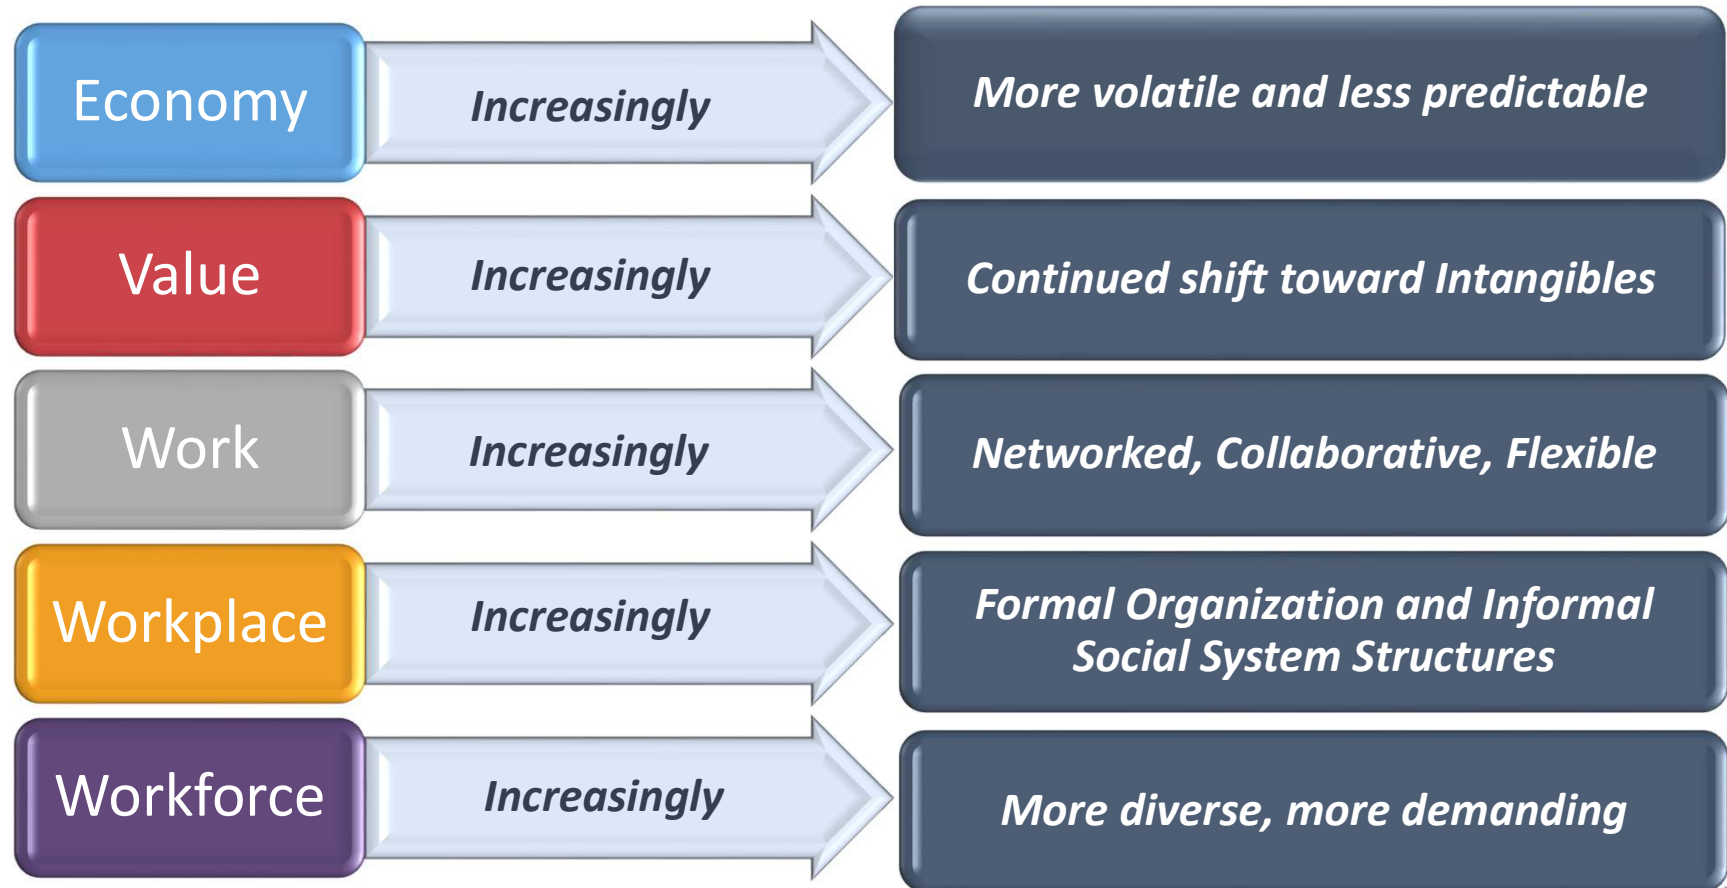 Economy
Increasingly
More volatile and less predictable
Value
Increasingly
Continued shift toward Intangibles
Work
Increasingly
Networked, Collaborative, Flexible
Workplace
Increasingly
Formal Organization and Informal
Social System Structures
Workforce
Increasingly
More diverse, more demanding